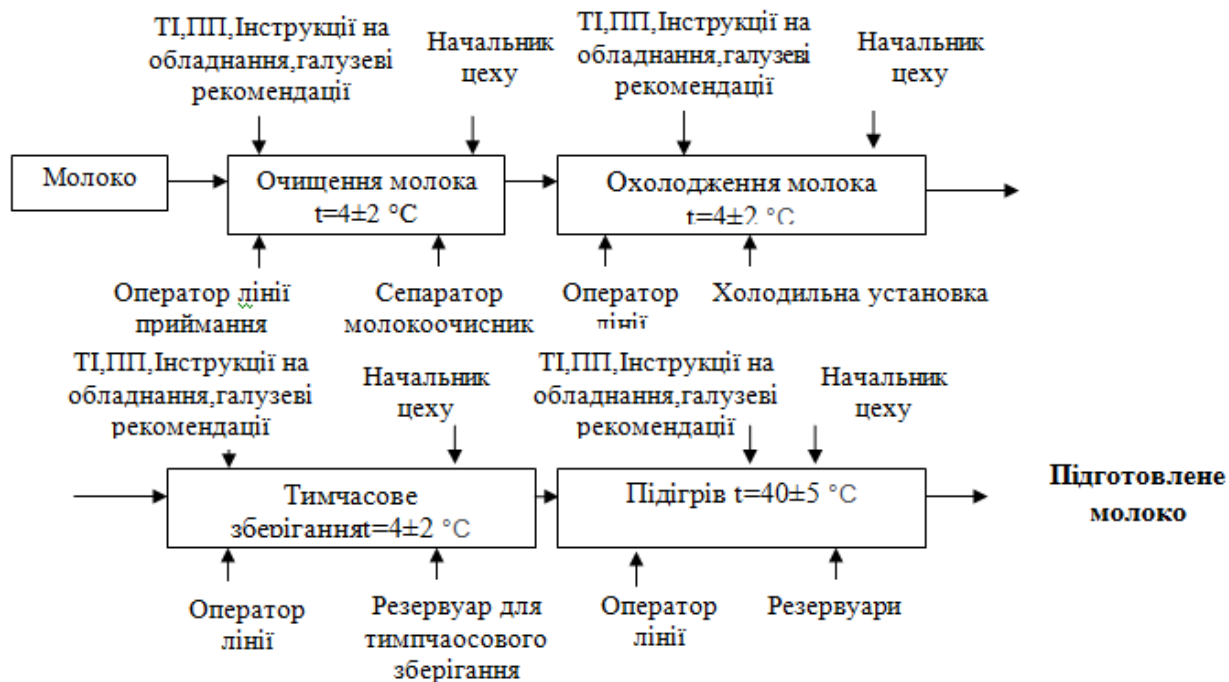 ТІ,ПП,Інструкції на
обладнання,галузеві
рекомендації
Начальник
цеху
ТІ,ПП,Інструкції на
обладнання,галузеві
рекомендації
Начальник
цеху
Молоко
Очищення молока
t=4±2 °C
Охолодження молока
t=4±2 °C
Оператор лінії
приймання
Сепаратор
молокоочисник
Оператор
лінії
Холодильна установка
ТІ,ПП,Інструкції на
обладнання,галузеві
рекомендації
Начальник
цеху
ТІ,ПП,Інструкції на
обладнання,галузеві
рекомендації
Начальник
цеху
Тимчасове
зберіганняt=4±2 °C
Підігрів t=40±5 °C
Підготовлене
молоко
Оператор
лінії
Резервуар для
тимпчаосового
зберігання
Оператор
лінії
Резервуари